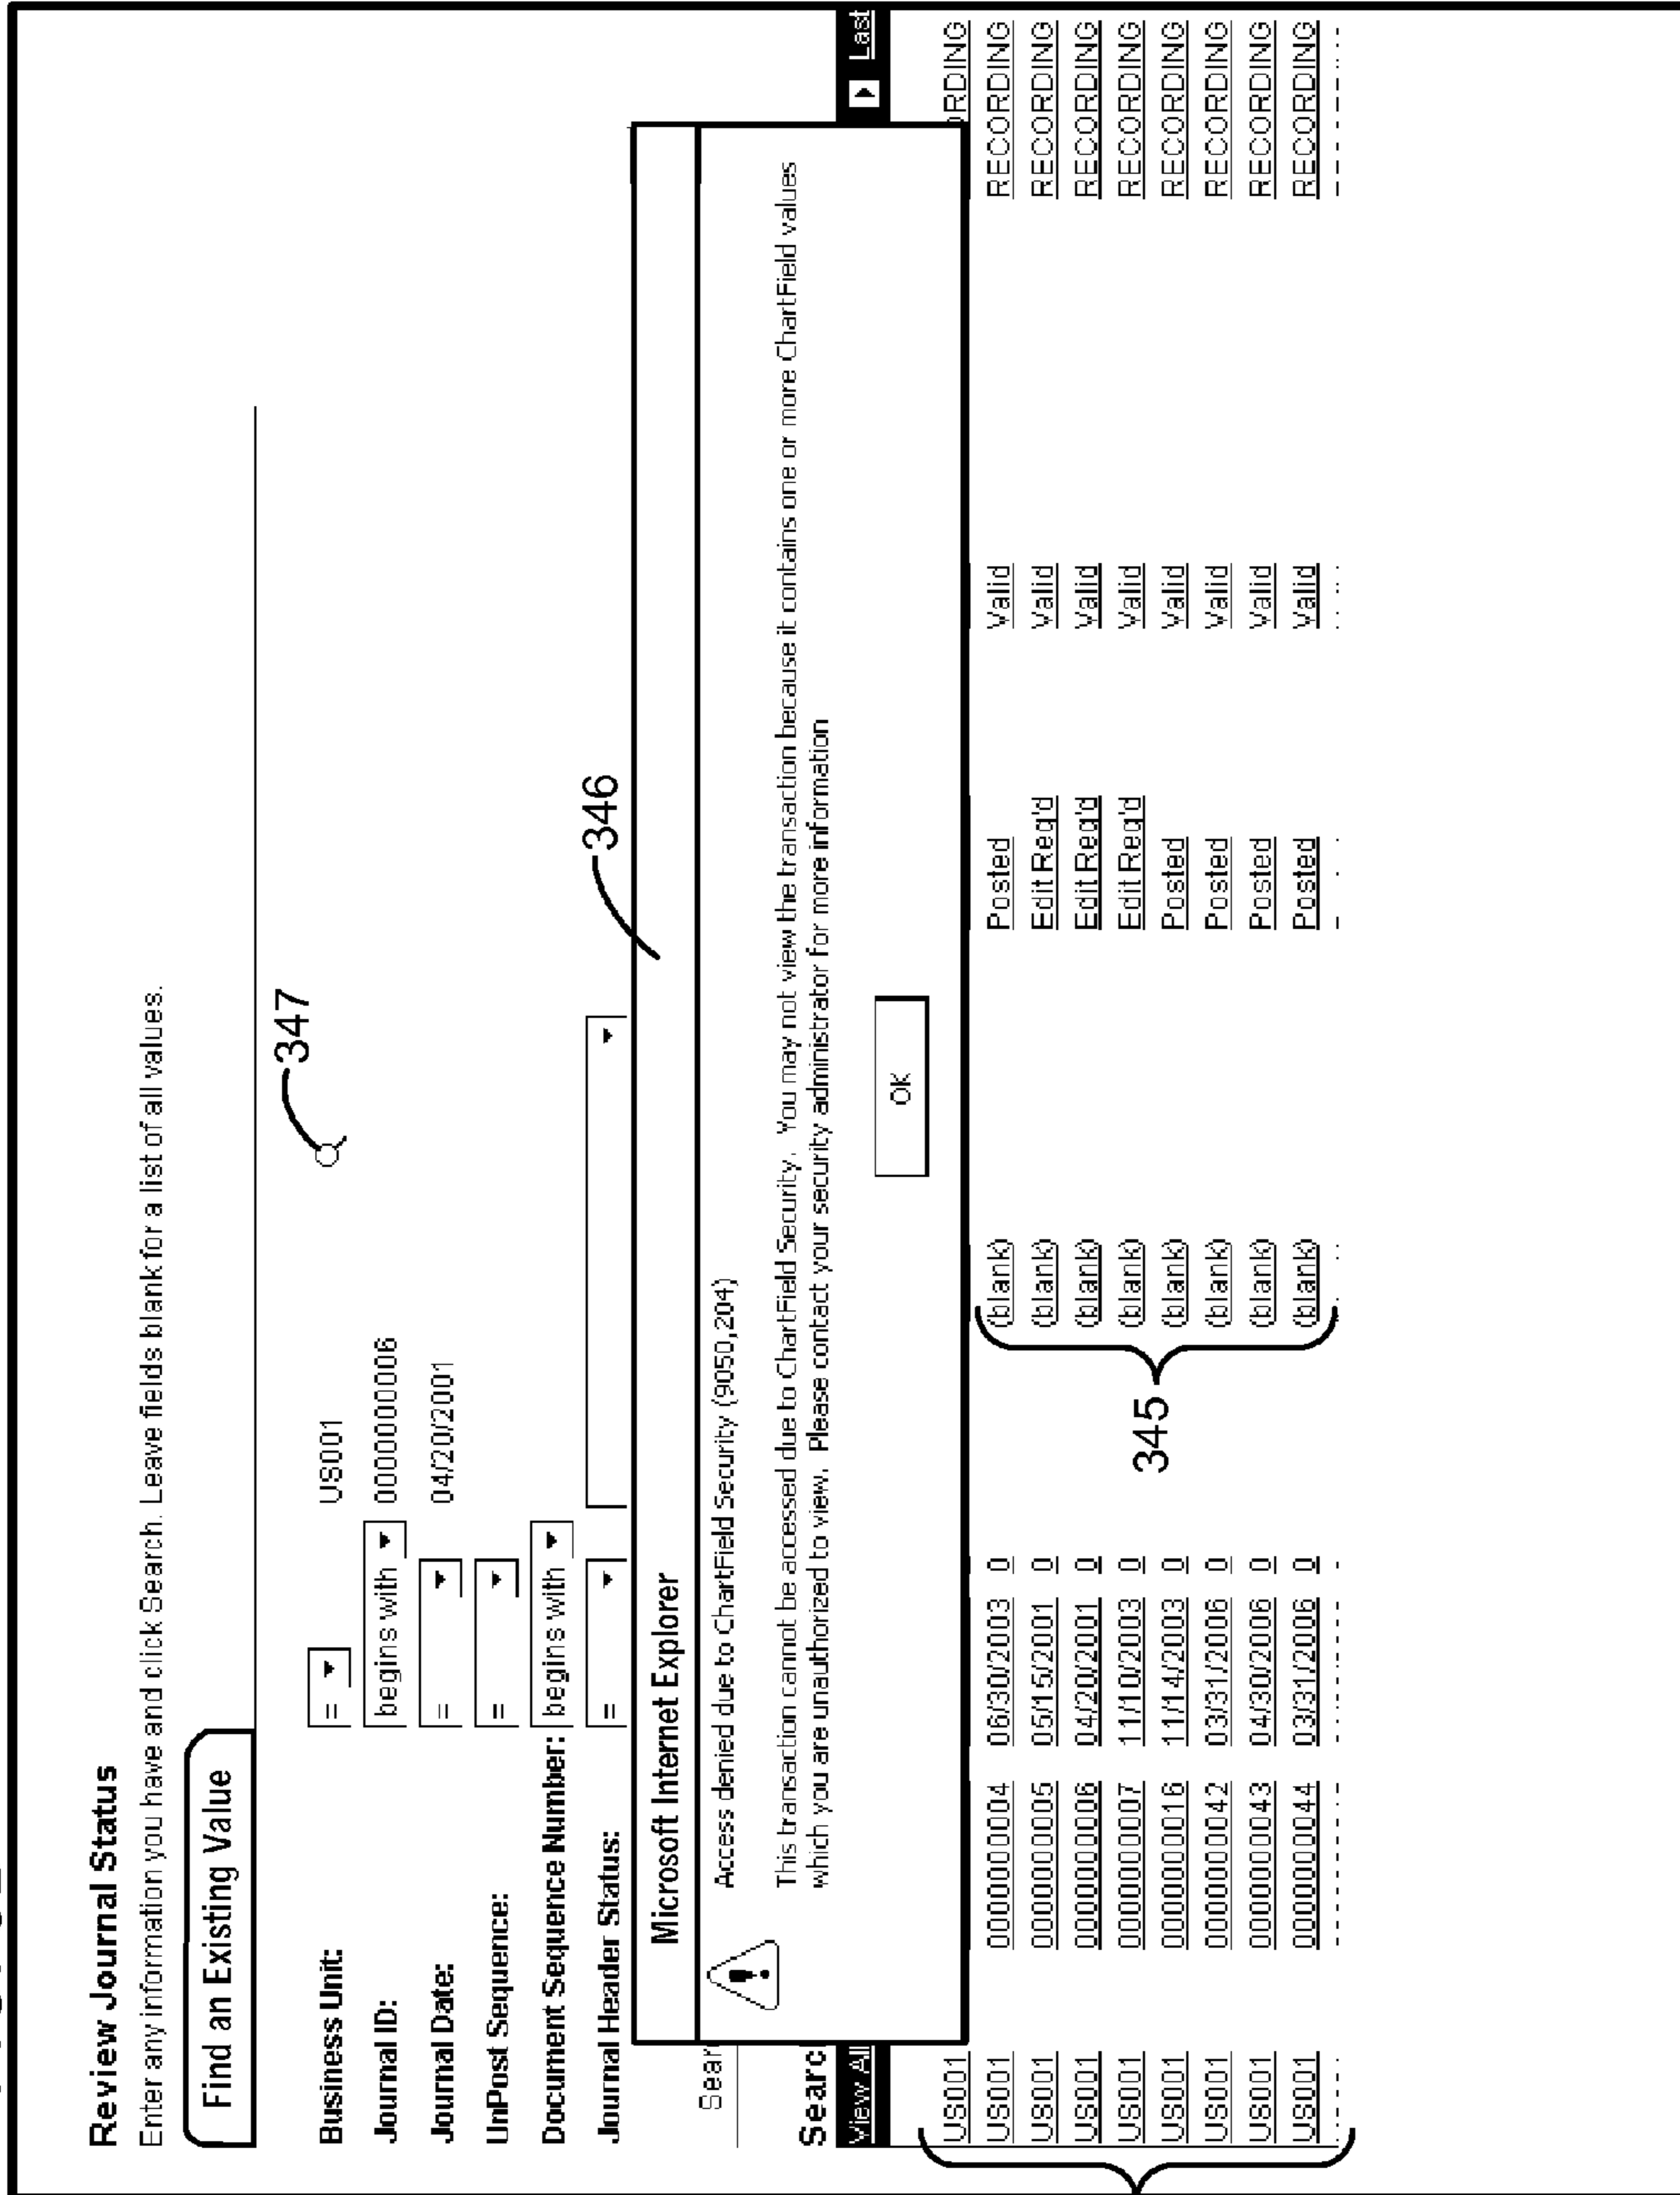 Review Journal Status
Enter any information you have and click Search. Leave fields blank for a list of all values.
Find an Existing Value
347
Business Unit: = US001
Journal ID: begins with 0000000006
Journal Date: = 04/20/2001
UnPost Sequence: =
Document Sequence Number: begins with
Journal Header Status: =
346
Microsoft Internet Explorer
Sear
Access denied due to ChartField Security (9050,204)
This transaction cannot be accessed due to ChartField Security. You may not view the transaction because it contains one or more ChartField values
which you are unauthorized to view. Please contact your security administrator for more information
OK
Searc
View All
Last
US001 ORDING
US001 0000000004 06/30/2003 0 (blank) Posted Valid RECORDING
US001 0000000005 05/15/2001 0 (blank) Edit Req'd Valid RECORDING
US001 0000000006 04/20/2001 0 (blank) Edit Req'd Valid RECORDING
US001 0000000007 11/10/2003 0 (blank) Edit Req'd Valid RECORDING
US001 0000000016 11/14/2003 0 (blank) Posted Valid RECORDING
US001 0000000042 03/31/2006 0 (blank) Posted Valid RECORDING
US001 0000000043 04/30/2006 0 (blank) Posted Valid RECORDING
US001 0000000044 03/31/2006 0 (blank) Posted Valid RECORDING
345